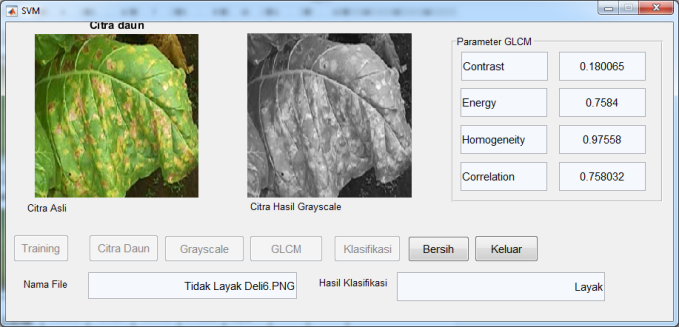 SVM
Citra daun
Parameter GLCM
Contrast 0.180065
Energy 0.7584
Homogeneity 0.97558
Correlation 0.758032
Citra Asli
Citra Hasil Grayscale
Training Citra Daun Grayscale GLCM Klasifikasi Bersih Keluar
Nama File Tidak Layak Deli6.PNG Hasil Klasifikasi Layak